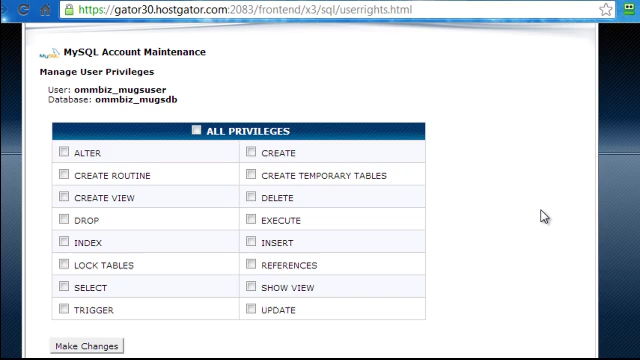 https://gator30.hostgator.com:2083/frontend/x3/sql/userrights.html
MySQL Account Maintenance
Manage User Privileges
User: ommbiz_mugsuser
Database: ommbiz_mugsdb
ALL PRIVILEGES
ALTER CREATE
CREATE ROUTINE CREATE TEMPORARY TABLES
CREATE VIEW DELETE
DROP EXECUTE
INDEX INSERT
LOCK TABLES REFERENCES
SELECT SHOW VIEW
TRIGGER UPDATE
Make Changes